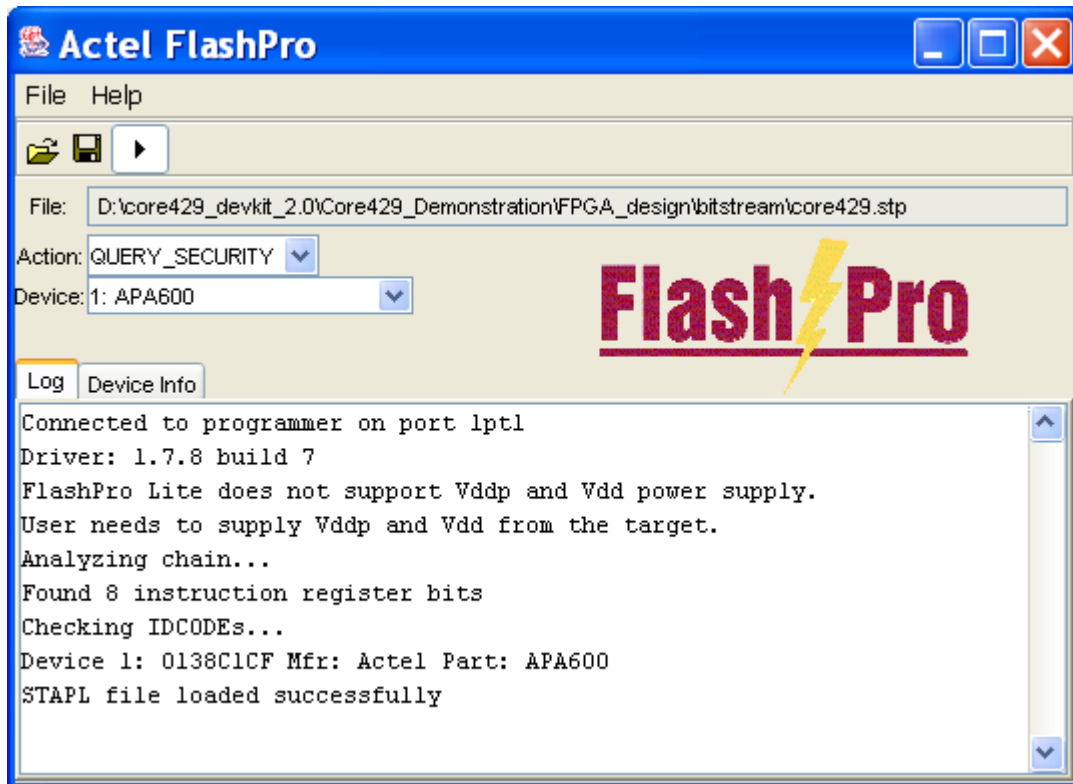 Actel FlashPro
File Help
File: D:\core429_devkit_2.0\Core429_Demonstration\FPGA_design\bitstream\core429.stp
Action: QUERY_SECURITY
Device: 1: APA600
Flash Pro
Log Device Info
Connected to programmer on port lpt1
Driver: 1.7.8 build 7
FlashPro Lite does not support Vddp and Vdd power supply.
User needs to supply Vddp and Vdd from the target.
Analyzing chain...
Found 8 instruction register bits
Checking IDCODEs...
Device 1: 0138C1CF Mfr: Actel Part: APA600
STAPL file loaded successfully